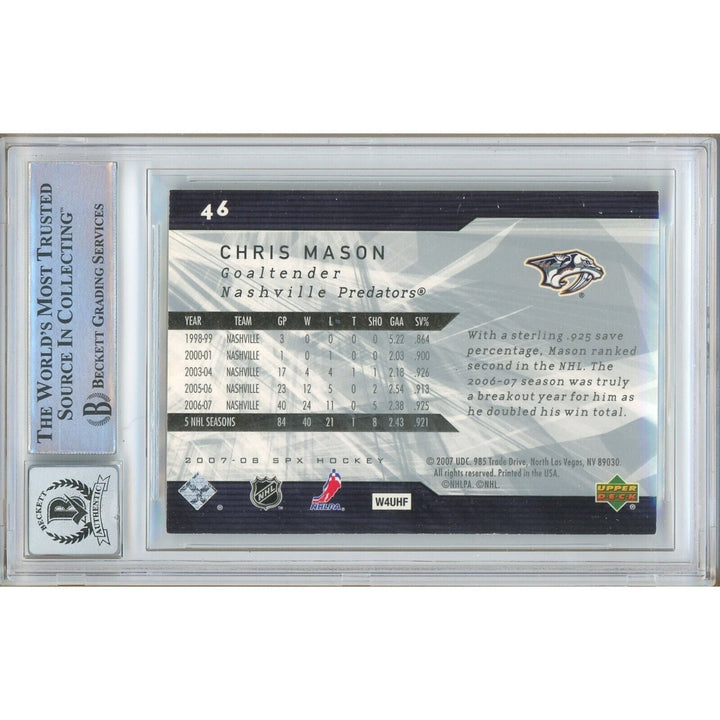 THE WORLD'S MOST TRUSTED
SOURCE IN COLLECTING™
BECKETT GRADING SERVICES
B
BECKETT
AUTHENTIC
46
CHRIS MASON
Goaltender
Nashville Predators®
YEAR TEAM GP W L T SHO GAA SV%
1998-99 NASHVILLE 3 0 0 0 0 5.22 .864
2000-01 NASHVILLE 1 0 1 0 0 2.03 .900
2003-04 NASHVILLE 17 4 4 1 1 2.18 .926
2005-06 NASHVILLE 23 12 5 0 2 2.54 .913
2006-07 NASHVILLE 40 24 11 0 5 2.38 .925
5 NHL SEASONS 84 40 21 1 8 2.43 .921
®
With a sterling .925 save
percentage, Mason ranked
second in the NHL. The
2006-07 season was truly
a breakout year for him as
he doubled his win total.
2007-08 SPX HOCKEY
© 2007 UDC. 985 Trade Drive, North Las Vegas, NV 89030.
All rights reserved. Printed in the USA.
©NHLPA. ©NHL.
NHL
NHLPA
W4UHF
UPPER
DECK